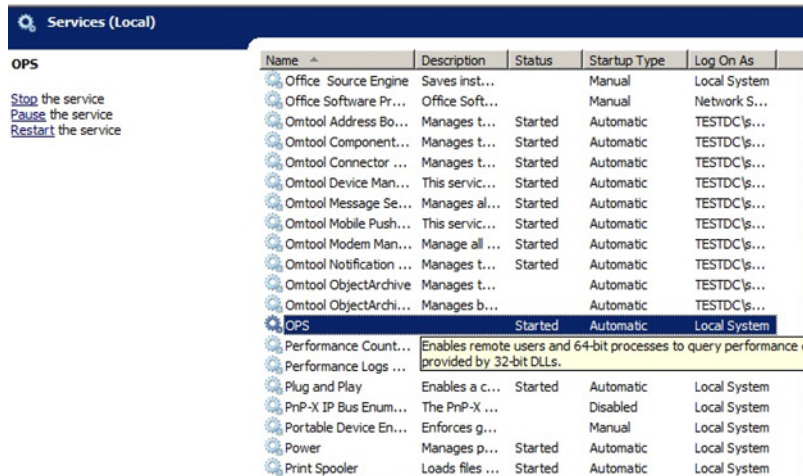 Services (Local)
OPS
Stop the service
Pause the service
Restart the service
Name Description Status Startup Type Log On As
Office Source Engine Saves inst... Manual Local System
Office Software Pr... Office Soft... Manual Network S...
Omtool Address Bo... Manages t... Started Automatic TESTDC\s...
Omtool Component... Manages t... Started Automatic TESTDC\s...
Omtool Connector ... Manages t... Started Automatic TESTDC\s...
Omtool Device Man... This servic... Started Automatic TESTDC\s...
Omtool Message Se... Manages al... Started Automatic TESTDC\s...
Omtool Mobile Push... This servic... Started Automatic TESTDC\s...
Omtool Modem Man... Manage all ... Started Automatic TESTDC\s...
Omtool Notification ... Manages t... Started Automatic TESTDC\s...
Omtool ObjectArchive Manages t... Automatic TESTDC\s...
Omtool ObjectArchi... Manages b... Automatic TESTDC\s...
OPS Started Automatic Local System
Performance Count... Enables remote users and 64-bit processes to query performance
Performance Logs ... provided by 32-bit DLLs.
Plug and Play Enables a c... Started Automatic Local System
PnP-X IP Bus Enum... The PnP-X ... Disabled Local System
Portable Device En... Enforces g... Manual Local System
Power Manages p... Started Automatic Local System
Print Spooler Loads files ... Started Automatic Local System